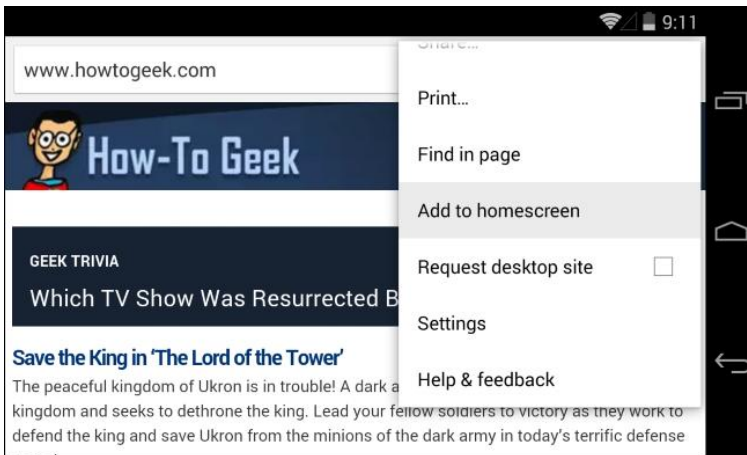 9:11
www.howtogeek.com
Share...
Print...
Find in page
Add to homescreen
Request desktop site
Settings
Help & feedback
How-To Geek
GEEK TRIVIA
Which TV Show Was Resurrected B
Save the King in 'The Lord of the Tower'
The peaceful kingdom of Ukron is in trouble! A dark a
kingdom and seeks to dethrone the king. Lead your fellow soldiers to victory as they work to
defend the king and save Ukron from the minions of the dark army in today's terrific defense